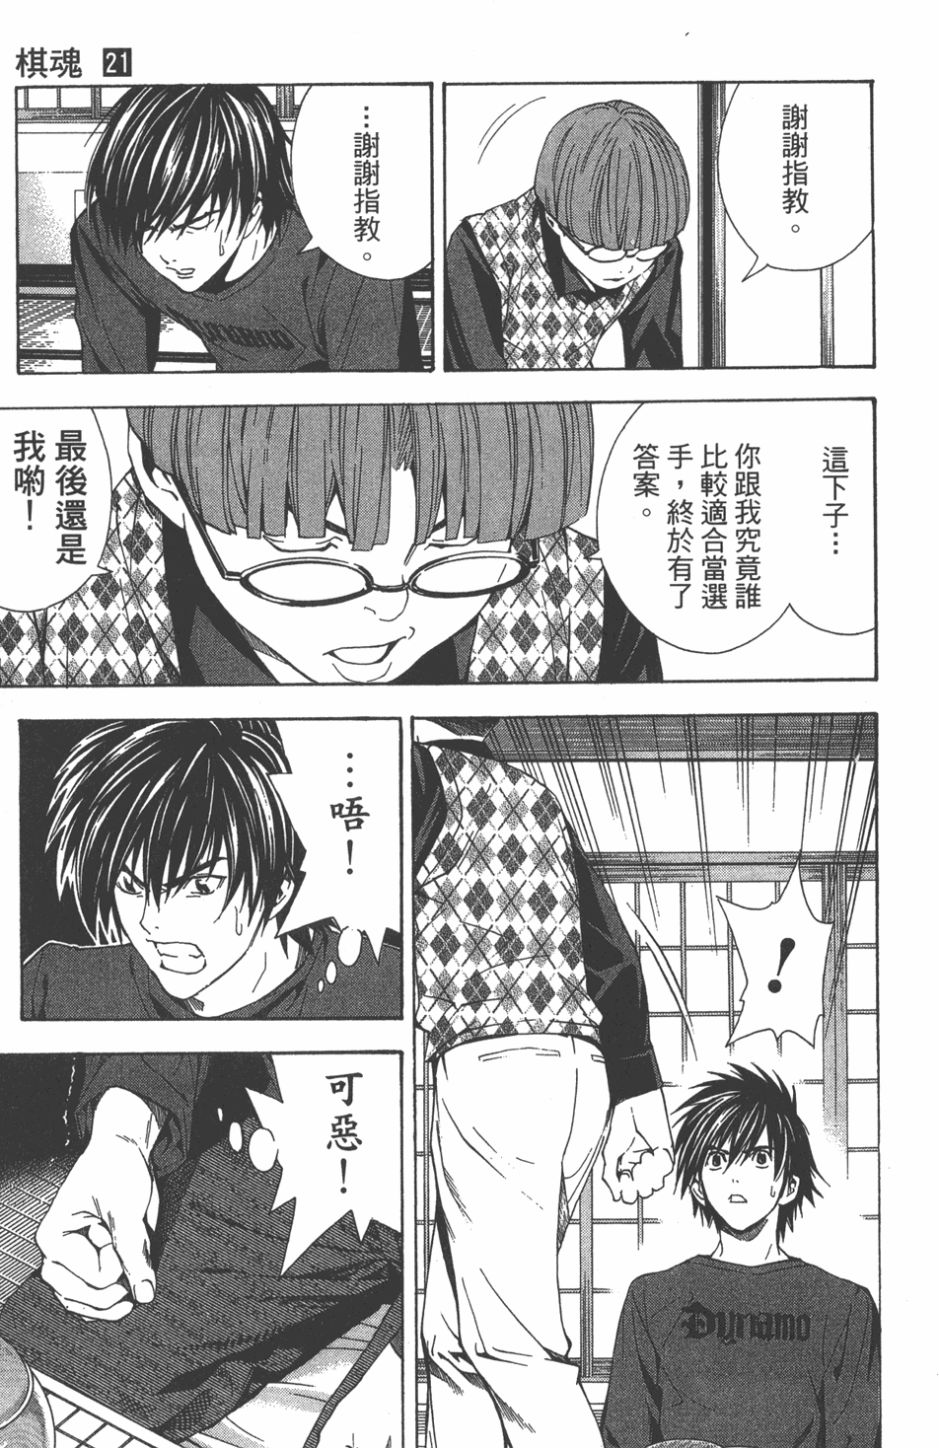 棋魂 21
謝謝指教。
…謝謝指教。
Dynamo
這下子…
你跟我究竟誰
比較適合當選
手，終於有了
答案。
最後還是
我喲！
！
Dynamo
…唔！
可惡！